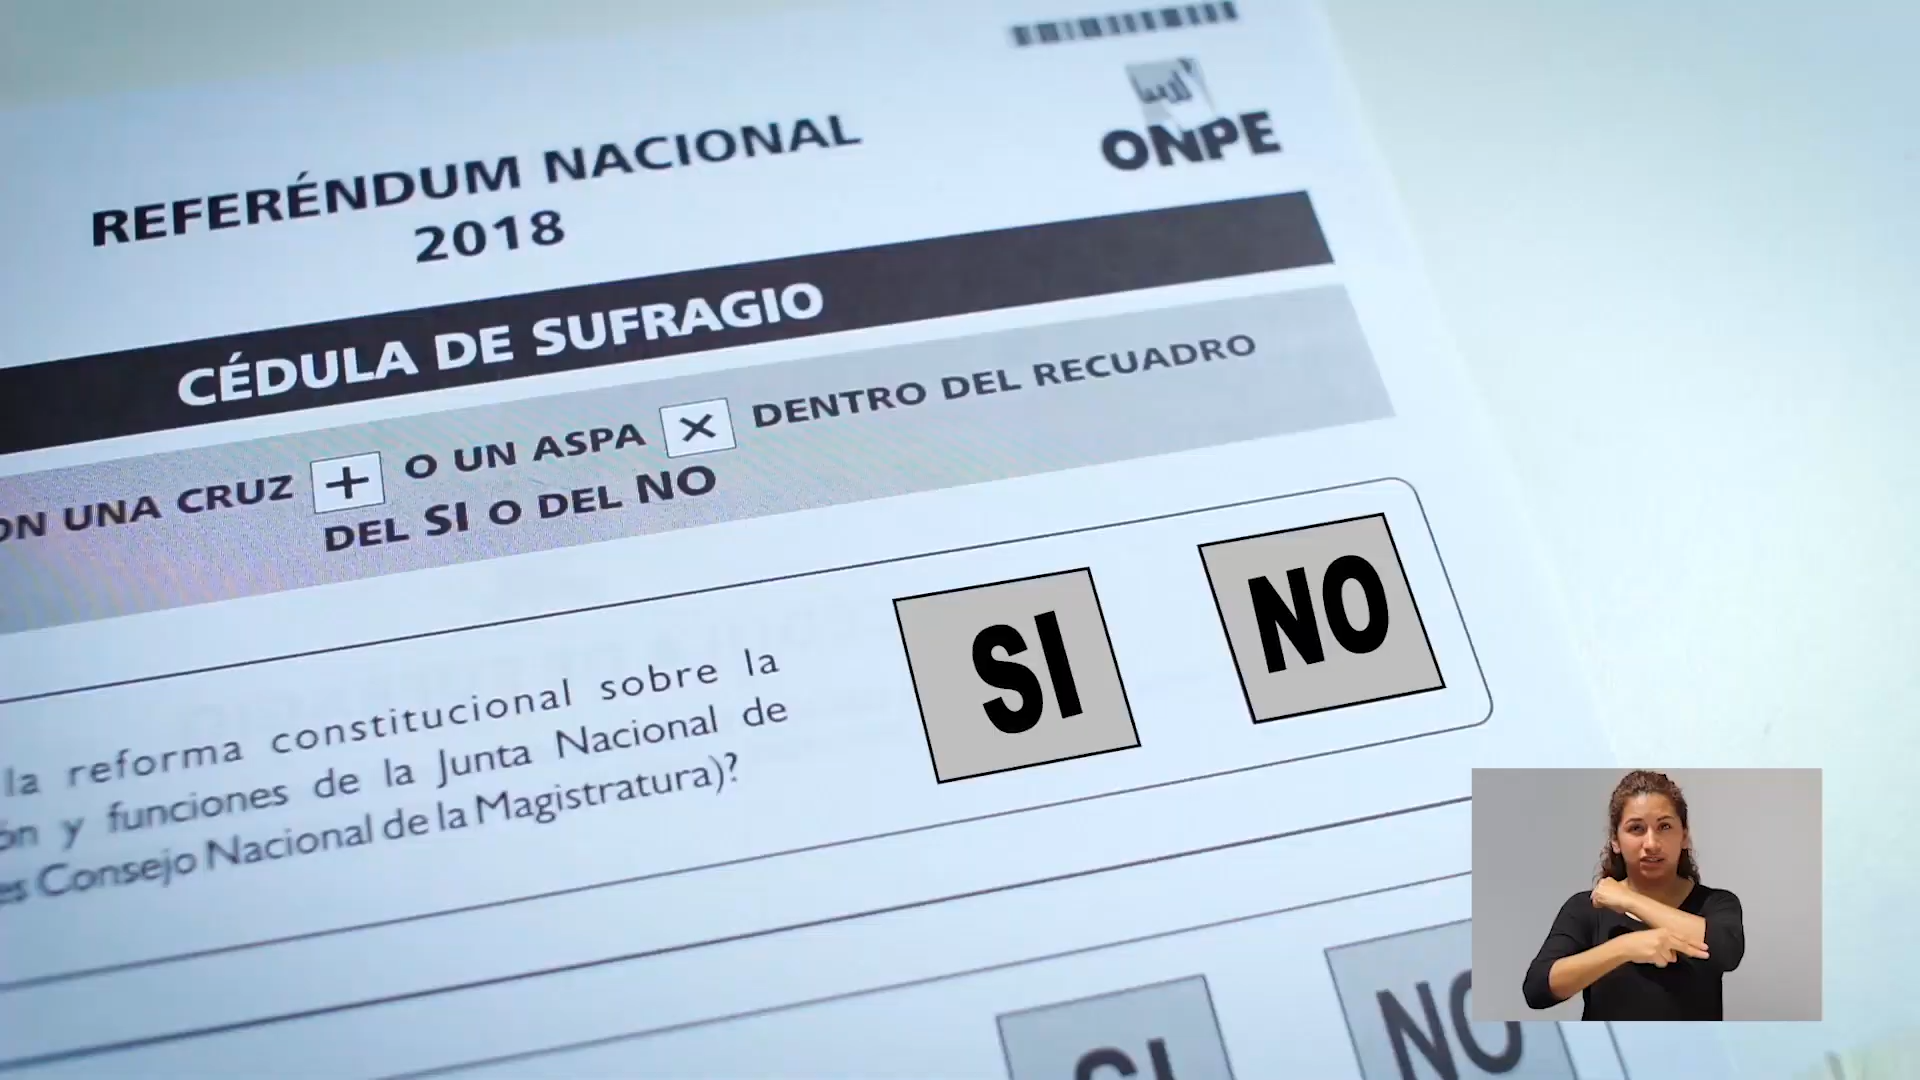 ONPE
REFERÉNDUM NACIONAL
2018
CÉDULA DE SUFRAGIO
UNA CRUZ + O UN ASPA X DENTRO DEL RECUADRO
DEL SI O DEL NO
la reforma constitucional sobre la
y funciones de la Junta Nacional de
Consejo Nacional de la Magistratura)?
SI
NO
SI
NO